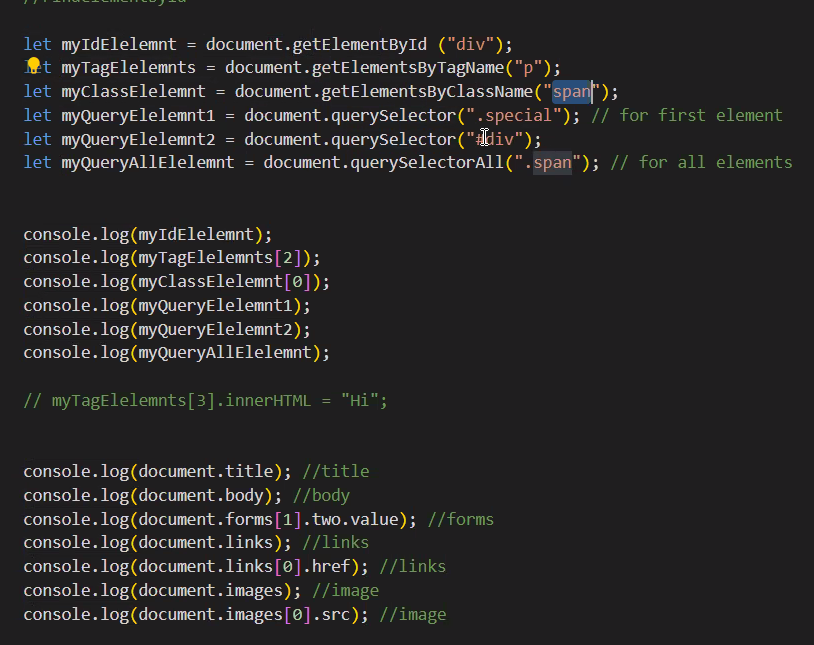 //FindElementById
let myIdElelemnt = document.getElementById ("div");
let myTagElelemnts = document.getElementsByTagName("p");
let myClassElelemnt = document.getElementsByClassName("span");
let myQueryElelemnt1 = document.querySelector(".special"); // for first element
let myQueryElelemnt2 = document.querySelector("#div");
let myQueryAllElelemnt = document.querySelectorAll(".span"); // for all elements
console.log(myIdElelemnt);
console.log(myTagElelemnts[2]);
console.log(myClassElelemnt[0]);
console.log(myQueryElelemnt1);
console.log(myQueryElelemnt2);
console.log(myQueryAllElelemnt);
// myTagElelemnts[3].innerHTML = "Hi";
console.log(document.title); //title
console.log(document.body); //body
console.log(document.forms[1].two.value); //forms
console.log(document.links); //links
console.log(document.links[0].href); //links
console.log(document.images); //image
console.log(document.images[0].src); //image